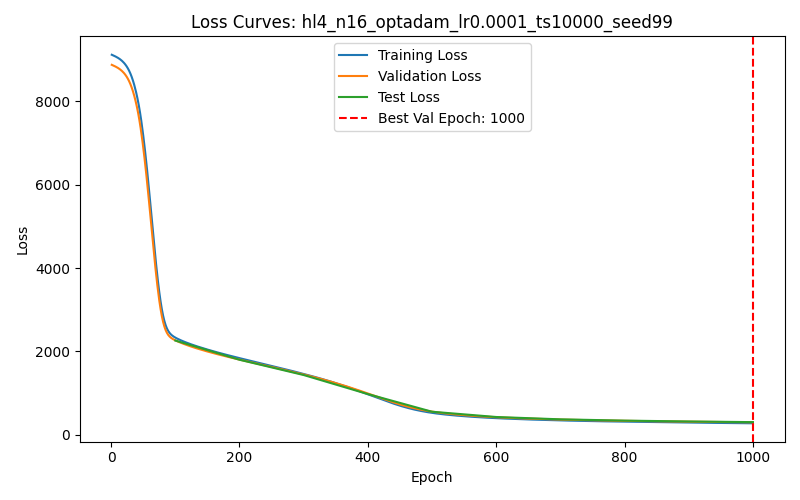 Loss Curves: hl4_n16_optadam_lr0.0001_ts10000_seed99
Training Loss
Validation Loss
Test Loss
Best Val Epoch: 1000
Loss
8000
6000
4000
2000
0
0
200
400
600
800
1000
Epoch